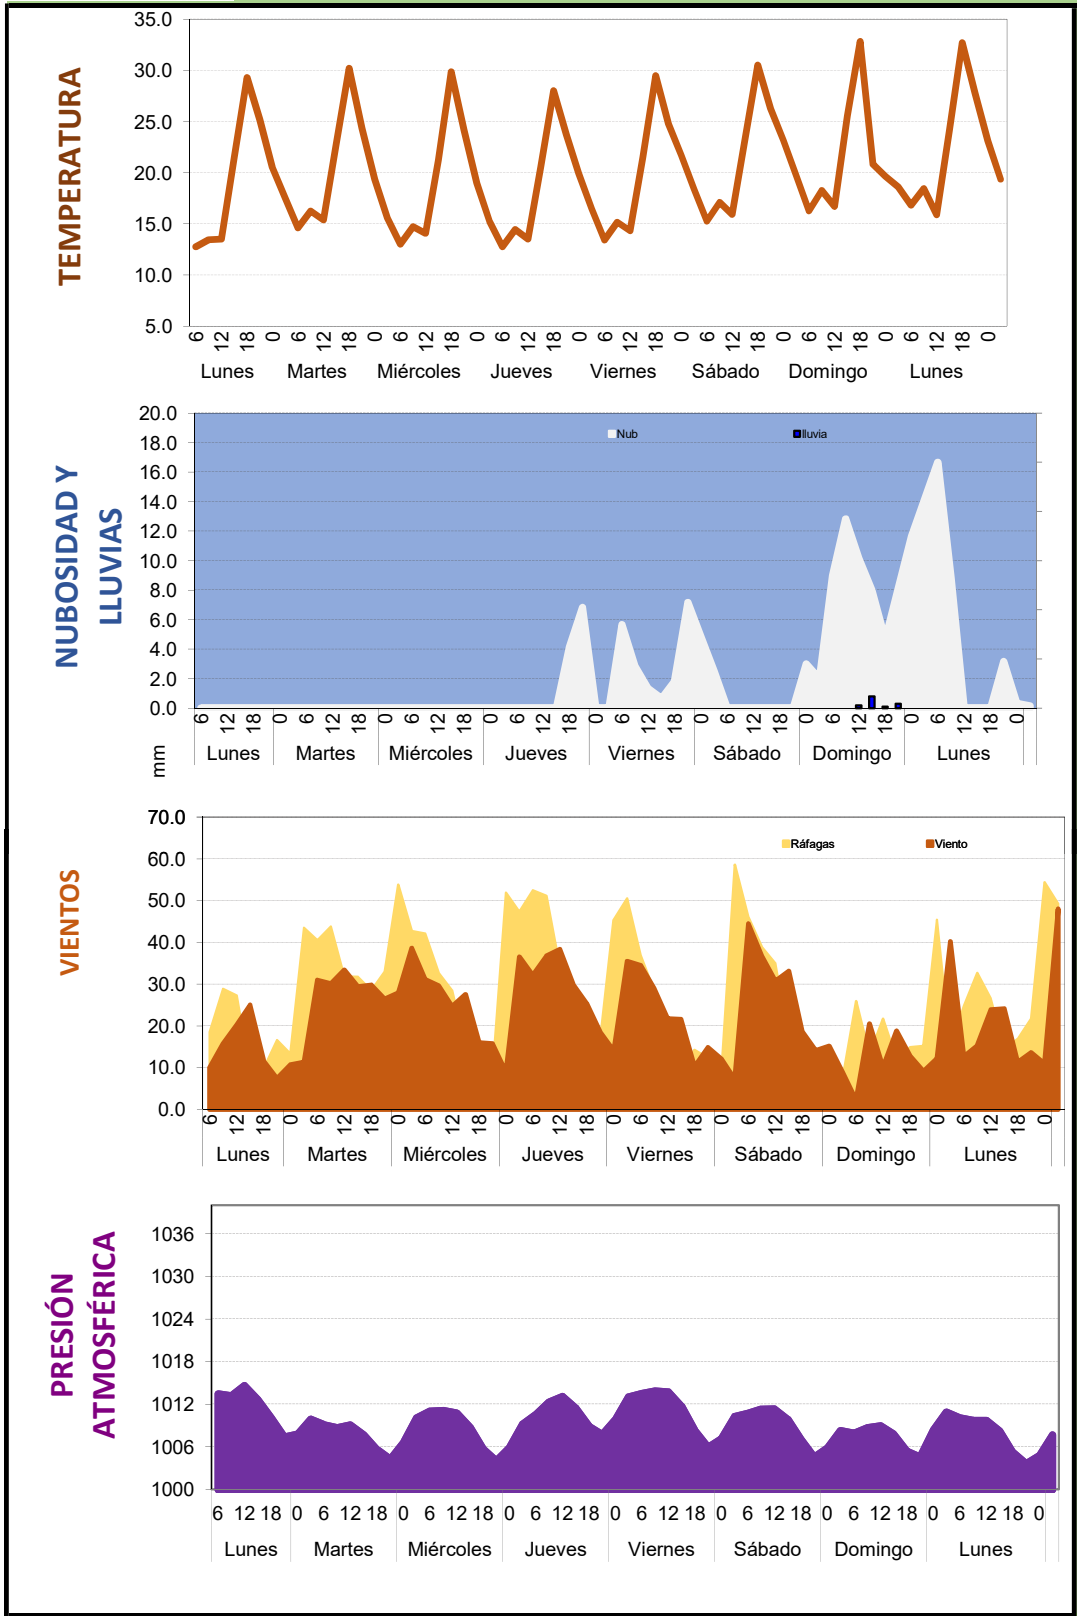 TEMPERATURA
35.0
30.0
25.0
20.0
15.0
10.0
5.0
6 12 18 0 6 12 18 0 6 12 18 0 6 12 18 0 6 12 18 0 6 12 18 0 6 12 18 0 6 12 18 0
Lunes Martes Miércoles Jueves Viernes Sábado Domingo Lunes
NUBOSIDAD Y
LLUVIAS
20.0
18.0
16.0
14.0
12.0
10.0
8.0
6.0
4.0
2.0
0.0
mm
Nub lluvia
6 12 18 0 6 12 18 0 6 12 18 0 6 12 18 0 6 12 18 0 6 12 18 0 6 12 18 0 6 12 18 0
Lunes Martes Miércoles Jueves Viernes Sábado Domingo Lunes
VIENTOS
70.0
60.0
50.0
40.0
30.0
20.0
10.0
0.0
Ráfagas Viento
6 12 18 0 6 12 18 0 6 12 18 0 6 12 18 0 6 12 18 0 6 12 18 0 6 12 18 0 6 12 18 0
Lunes Martes Miércoles Jueves Viernes Sábado Domingo Lunes
PRESIÓN
ATMOSFÉRICA
1036
1030
1024
1018
1012
1006
1000
6 12 18 0 6 12 18 0 6 12 18 0 6 12 18 0 6 12 18 0 6 12 18 0 6 12 18 0 6 12 18 0
Lunes Martes Miércoles Jueves Viernes Sábado Domingo Lunes